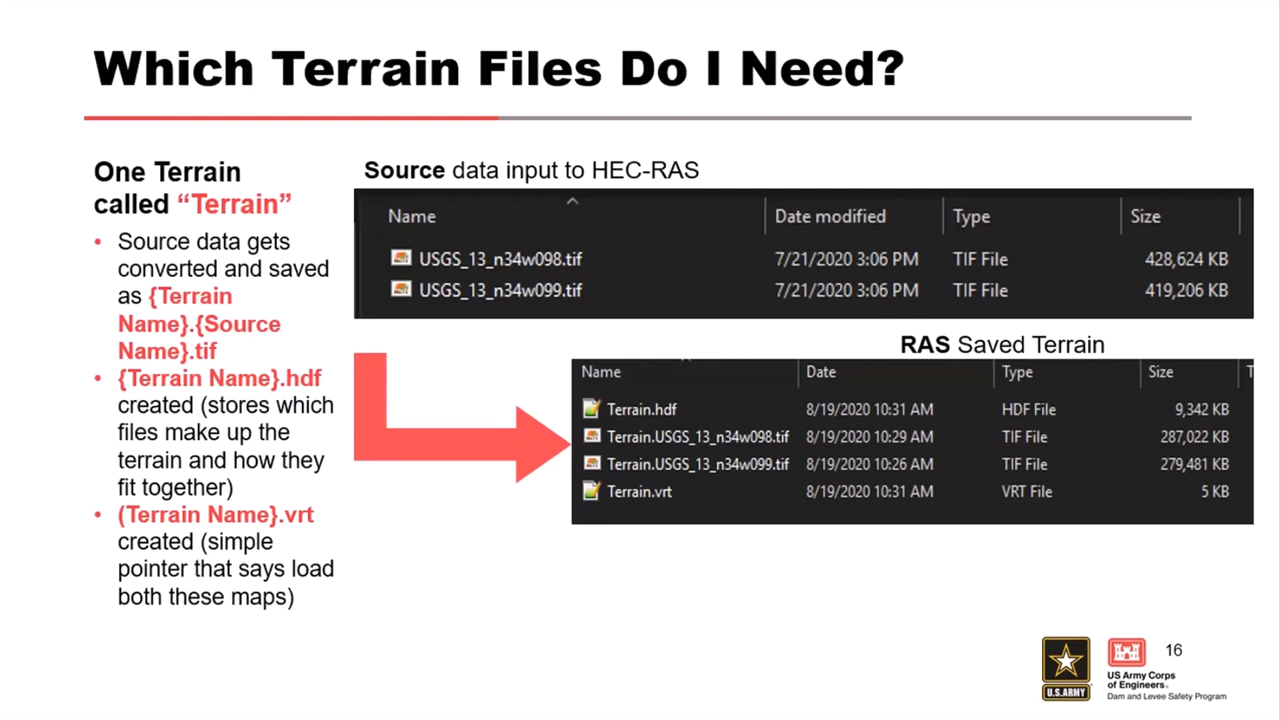 Which Terrain Files Do I Need?
One Terrain
called “Terrain”
• Source data gets
converted and saved
as {Terrain
Name}.{Source
Name}.tif
• {Terrain Name}.hdf
created (stores which
files make up the
terrain and how they
fit together)
• (Terrain Name}.vrt
created (simple
pointer that says load
both these maps)
Source data input to HEC-RAS
Name Date modified Type Size
USGS_13_n34w098.tif 7/21/2020 3:06 PM TIF File 428,624 KB
USGS_13_n34w099.tif 7/21/2020 3:06 PM TIF File 419,206 KB
RAS Saved Terrain
Name Date Type Size T
Terrain.hdf 8/19/2020 10:31 AM HDF File 9,342 KB
Terrain.USGS_13_n34w098.tif 8/19/2020 10:29 AM TIF File 287,022 KB
Terrain.USGS_13_n34w099.tif 8/19/2020 10:26 AM TIF File 279,481 KB
Terrain.vrt 8/19/2020 10:31 AM VRT File 5 KB
U.S.ARMY
US Army Corps
of Engineers®
Dam and Levee Safety Program
16